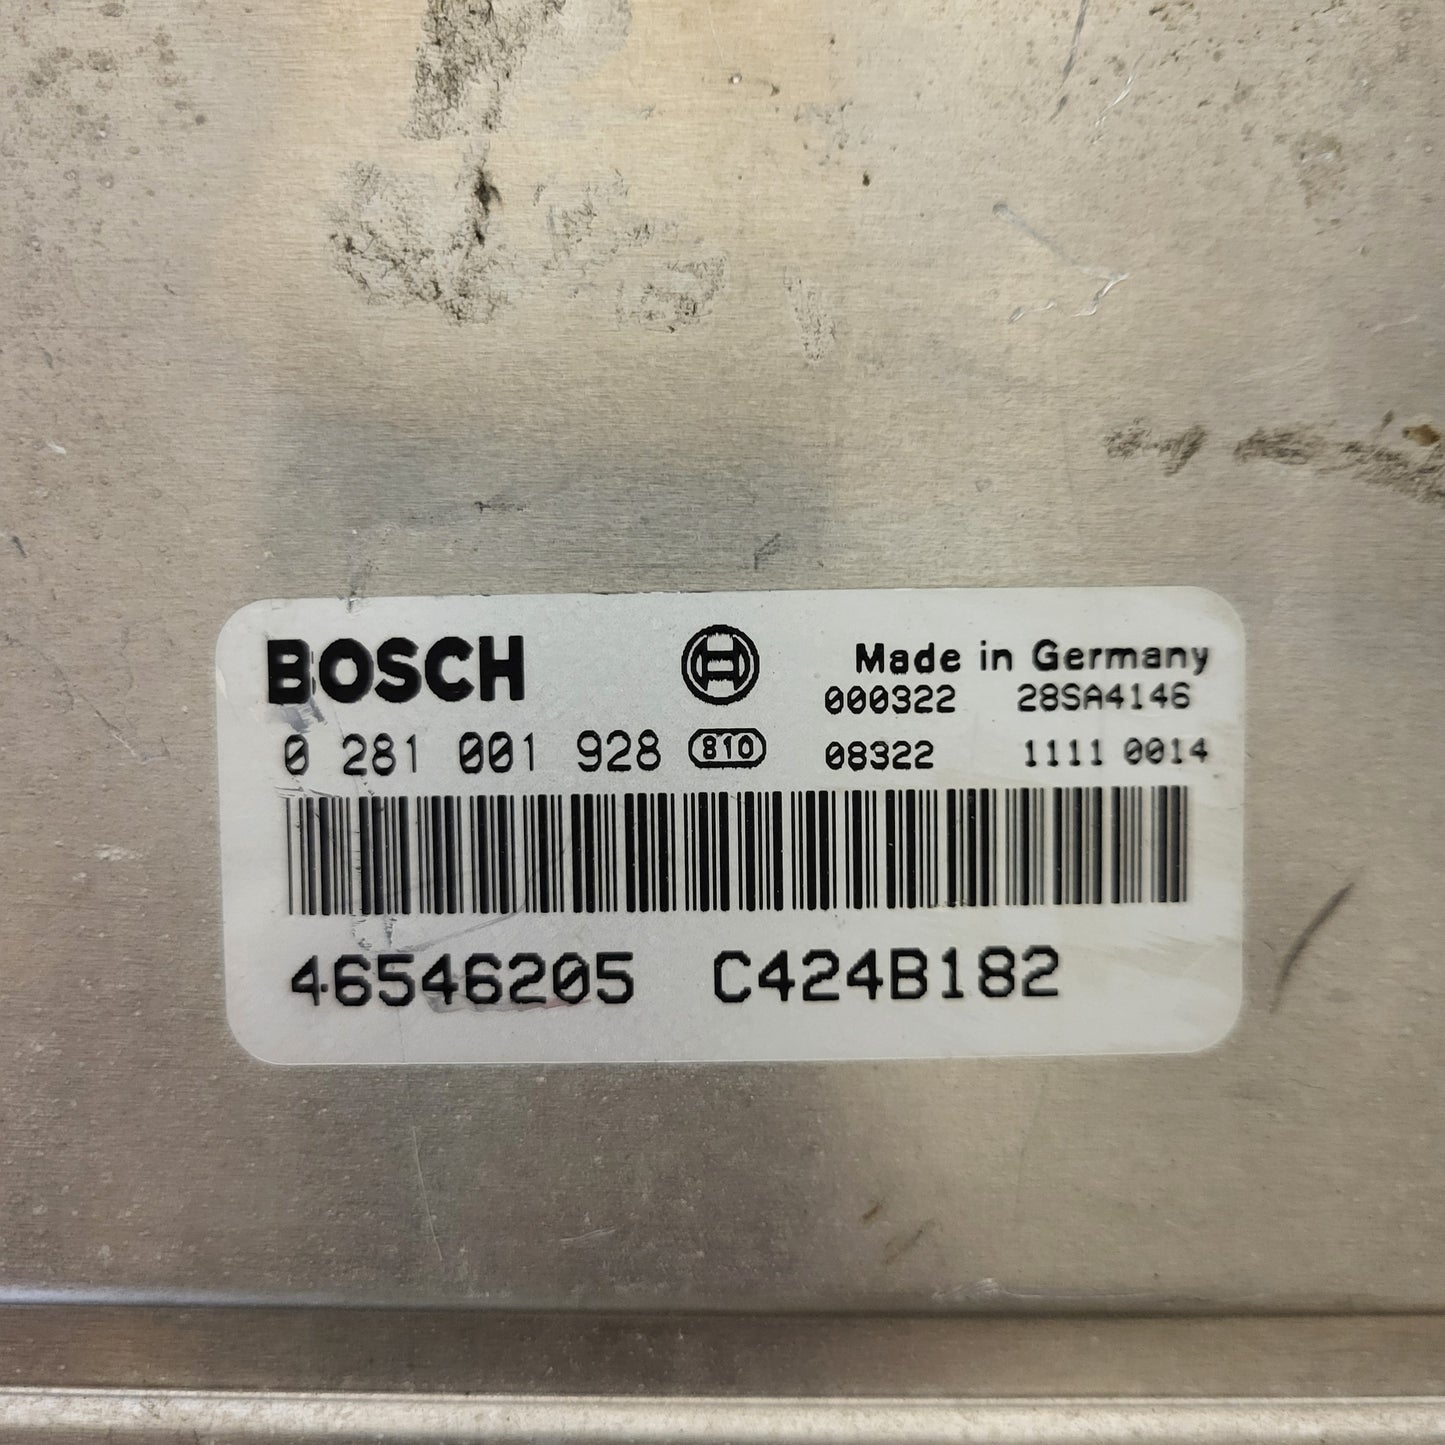 BOSCH
Made in Germany
000322 28SA4146
0 281 001 928 810 08322 1111 0014
46546205 C424B182